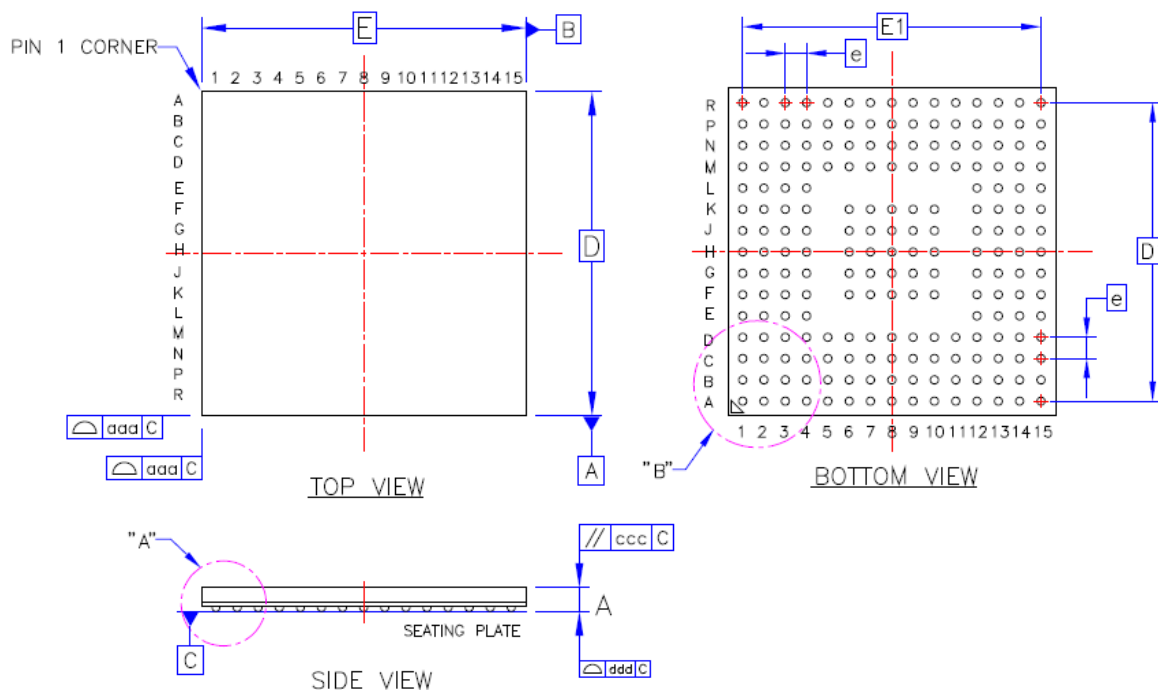 E
B
PIN 1 CORNER
1 2 3 4 5 6 7 8 9 10 11 12 13 14 15
A
B
C
D
E
F
G
H
J
K
L
M
N
P
R
D
aaa C
aaa C
A
TOP VIEW
E1
e
R
P
N
M
L
K
J
H
G
F
E
D
C
B
A
D
e
1 2 3 4 5 6 7 8 9 10 11 12 13 14 15
"B"
BOTTOM VIEW
"A"
// ccc C
A
SEATING PLATE
C
ddd C
SIDE VIEW